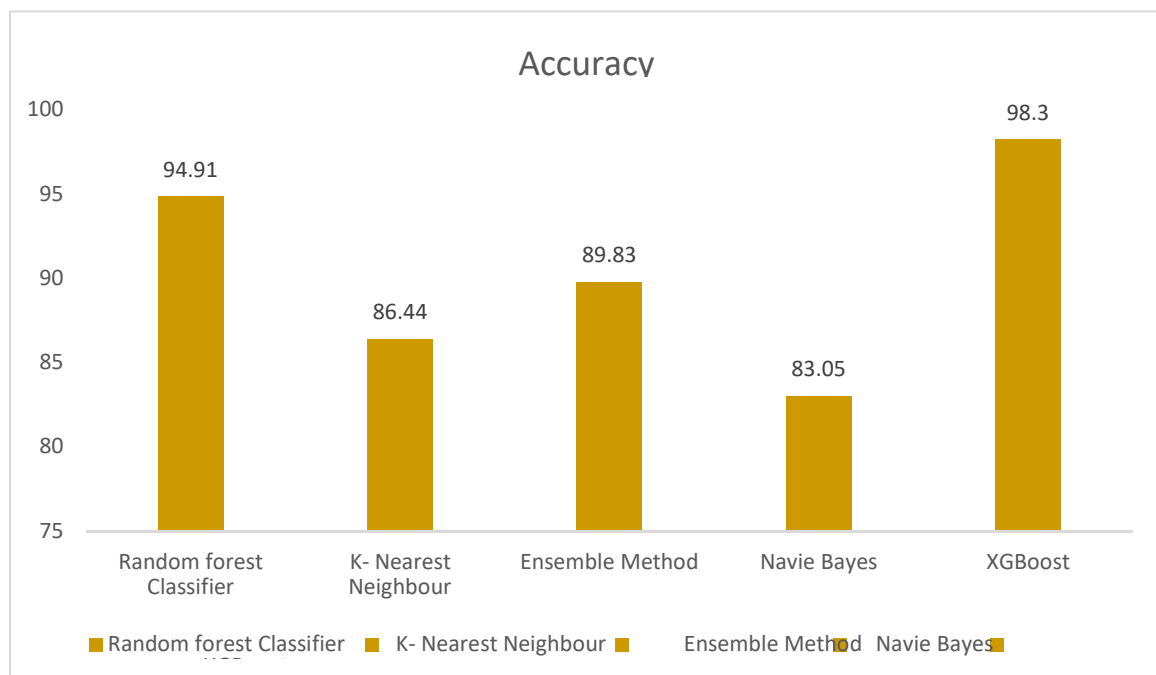 Accuracy
100
95
90
85
80
75
94.91
86.44
89.83
83.05
98.3
Random forest
Classifier
K- Nearest
Neighbour
Ensemble Method
Navie Bayes
XGBoost
Random forest Classifier K- Nearest Neighbour Ensemble Method Navie Bayes